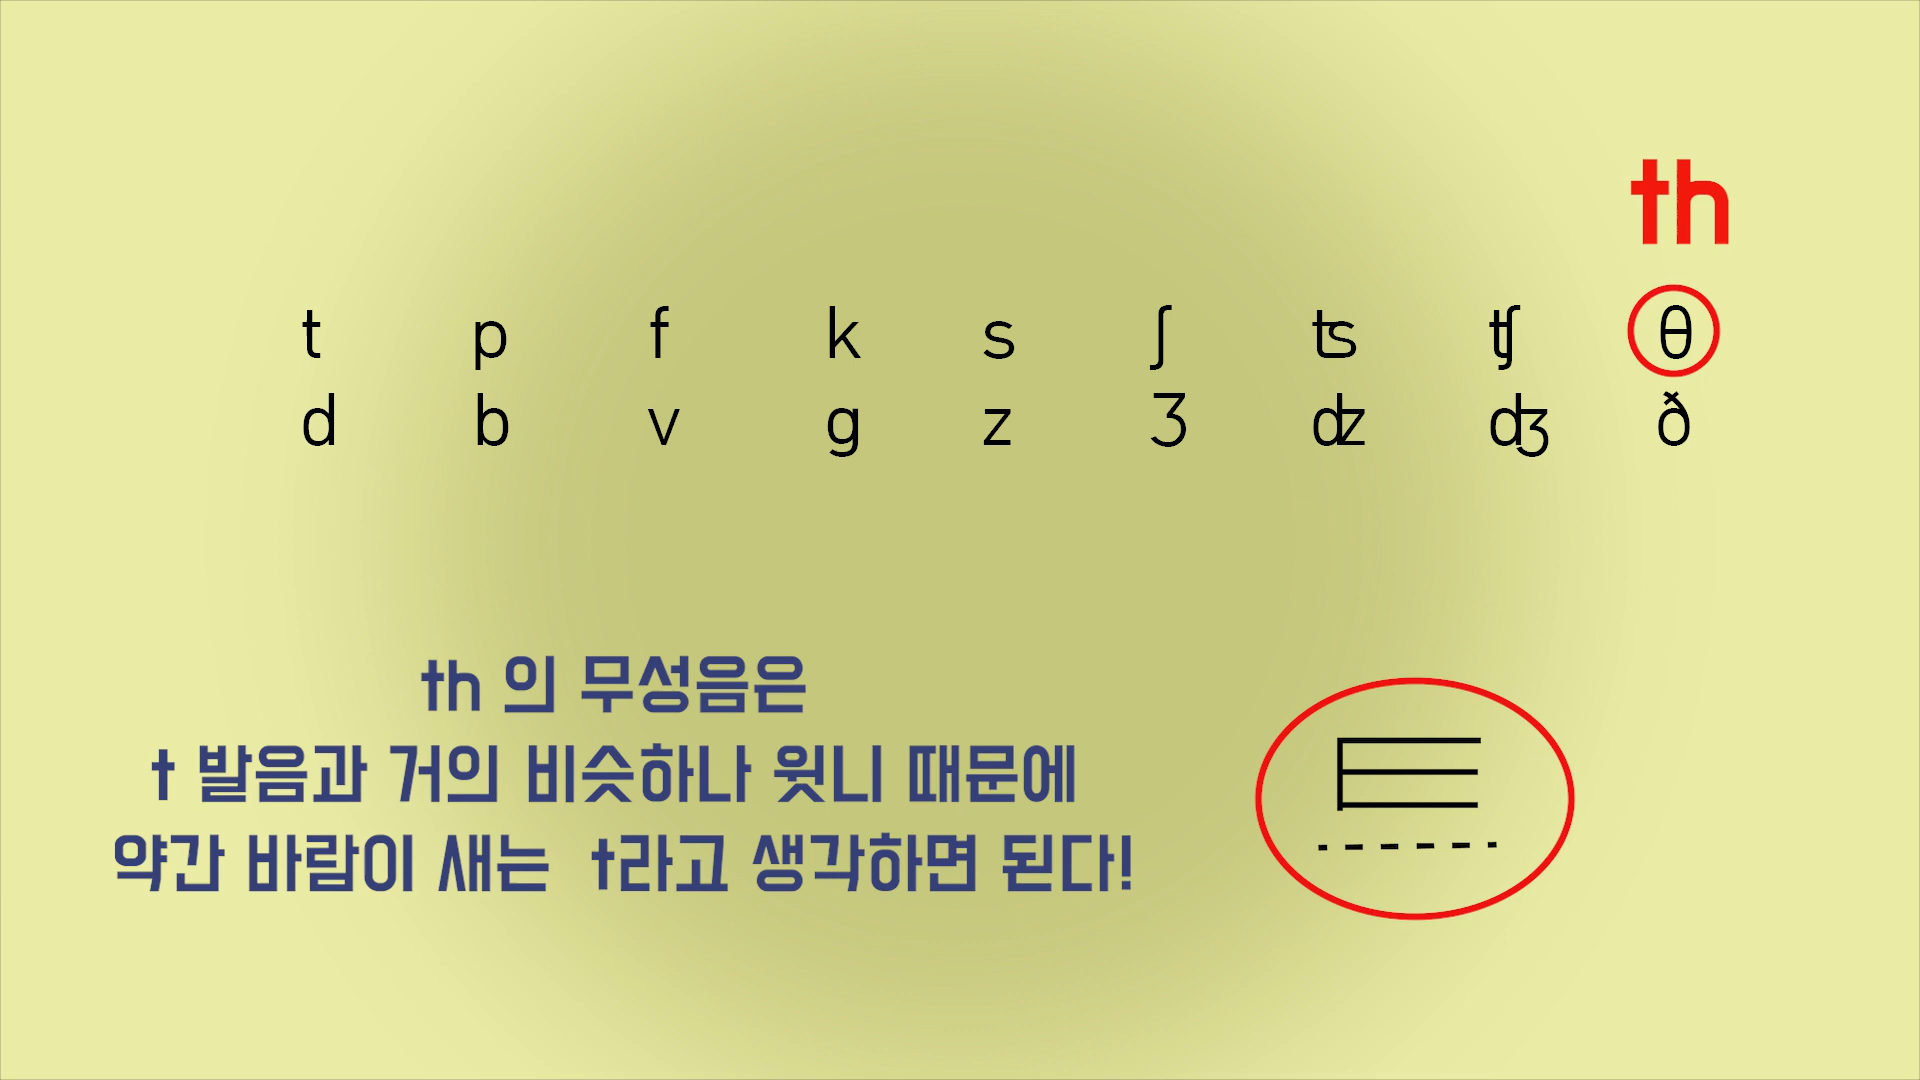 th
t p f k s ʃ ʦ ʧ θ
d b v g z ʒ ʣ ʤ ð
th 의 무성음은
t 발음과 거의 비슷하나 윗니 때문에
약간 바람이 새는 t라고 생각하면 된다!
트